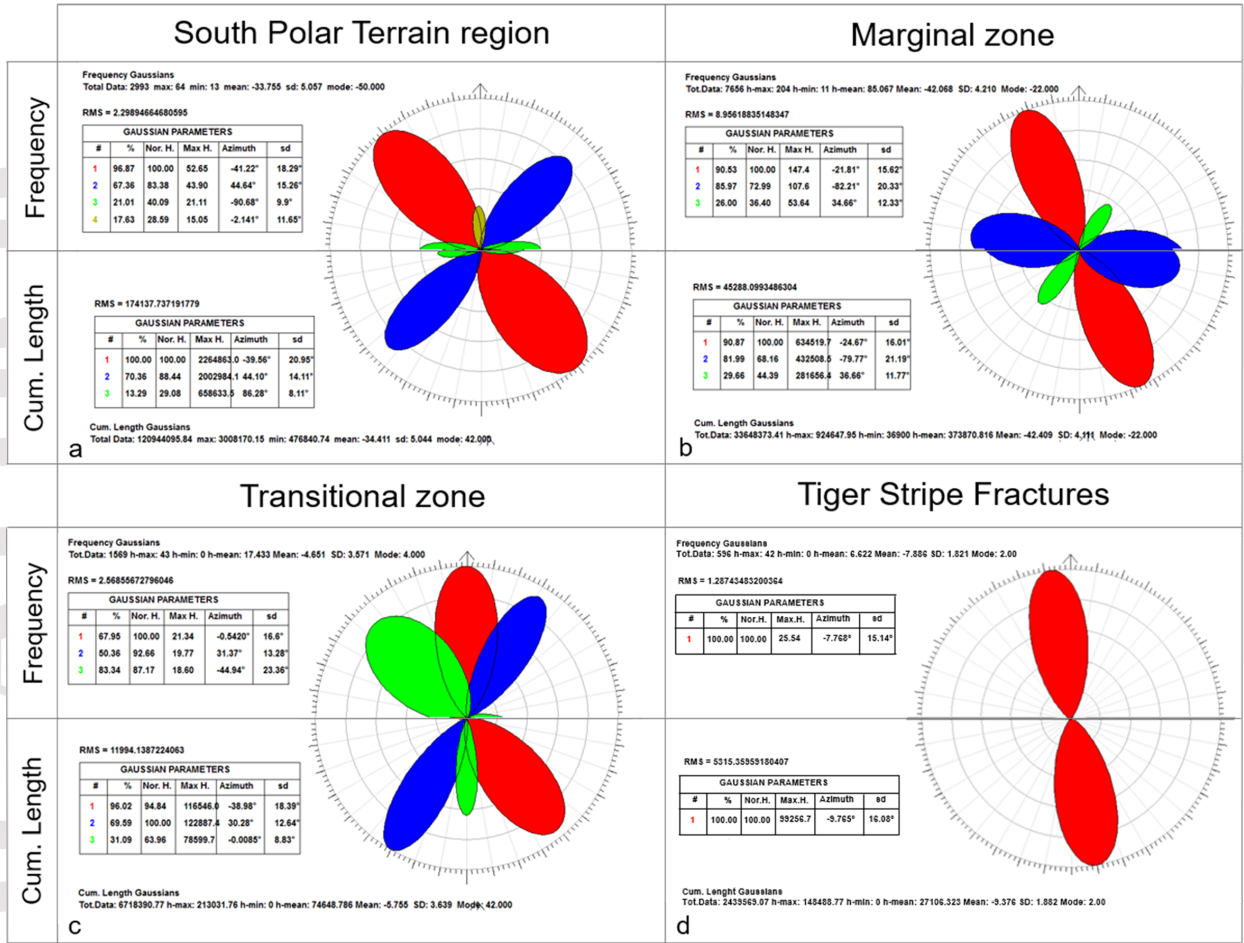 South Polar Terrain region
Marginal zone
Frequency
Cum. Length
Frequency Gaussians
Total Data: 2993 max: 64 min: 13 mean: -33.755 sd: 5.057 mode: -50.000
RMS = 2.29894664680595
GAUSSIAN PARAMETERS
# % Nor. H. Max H. Azimuth sd
1 96.87 100.00 52.65 -41.22° 18.29°
2 67.36 83.38 43.90 44.64° 15.26°
3 21.01 40.09 21.11 -90.68° 9.9°
4 17.63 28.59 15.05 -2.141° 11.65°
RMS = 174137.737191779
GAUSSIAN PARAMETERS
# % Nor. H. Max H. Azimuth sd
1 100.00 100.00 2264863.0 -39.56° 20.95°
2 70.36 88.44 2002984.1 44.10° 14.11°
3 13.29 29.08 658633.5 86.28° 8.11°
Cum. Length Gaussians
Total Data: 120944095.84 max: 3008170.15 min: 476840.74 mean: -34.411 sd: 5.044 mode: 42.000
a
Frequency Gaussians
Tot.Data: 7656 h-max: 204 h-min: 11 h-mean: 85.067 Mean: -42.068 SD: 4.210 Mode: -22.000
RMS = 8.95618835148347
GAUSSIAN PARAMETERS
# % Nor. H. Max H. Azimuth sd
1 90.53 100.00 147.4 -21.81° 15.62°
2 85.97 72.99 107.6 -82.21° 20.33°
3 26.00 36.40 53.64 34.66° 12.33°
RMS = 45288.0993486304
GAUSSIAN PARAMETERS
# % Nor. H. Max H. Azimuth sd
1 90.87 100.00 634519.7 -24.67° 16.01°
2 81.99 68.16 432508.5 -79.77° 21.19°
3 29.66 44.39 281656.4 36.66° 11.77°
Cum. Length Gaussians
Tot.Data: 33648373.41 h-max: 924647.95 h-min: 36900 h-mean: 373870.816 Mean: -42.409 SD: 4.111 Mode: -22.000
b
Transitional zone
Tiger Stripe Fractures
Frequency
Cum. Length
Frequency Gaussians
Tot.Data: 1569 h-max: 43 h-min: 0 h-mean: 17.433 Mean: -4.651 SD: 3.571 Mode: 4.000
RMS = 2.56855672796046
GAUSSIAN PARAMETERS
# % Nor. H. Max H. Azimuth sd
1 67.95 100.00 21.34 -0.5420° 16.6°
2 50.36 92.66 19.77 31.37° 13.28°
3 83.34 87.17 18.60 -44.94° 23.36°
RMS = 11994.1387224063
GAUSSIAN PARAMETERS
# % Nor. H. Max H. Azimuth sd
1 96.02 94.84 116546.0 -38.98° 18.39°
2 69.59 100.00 122887.4 30.28° 12.64°
3 31.09 63.96 78599.7 -0.0085° 8.83°
Cum. Length Gaussians
Tot.Data: 6718390.77 h-max: 213031.76 h-min: 0 h-mean: 74648.786 Mean: -5.755 SD: 3.639 Mode: 42.000
c
Frequency Gaussians
Tot.Data: 596 h-max: 42 h-min: 0 h-mean: 6.622 Mean: -7.886 SD: 1.821 Mode: 2.00
RMS = 1.28743483200364
GAUSSIAN PARAMETERS
# % Nor.H. Max.H. Azimuth sd
1 100.00 100.00 25.54 -7.768° 15.14°
RMS = 5315.35959180407
GAUSSIAN PARAMETERS
# % Nor.H. Max.H. Azimuth sd
1 100.00 100.00 99256.7 -9.765° 16.08°
Cum. Lenght Gaussians
Tot.Data: 2439569.07 h-max: 148488.77 h-min: 0 h-mean: 27106.323 Mean: -9.376 SD: 1.882 Mode: 2.00
d